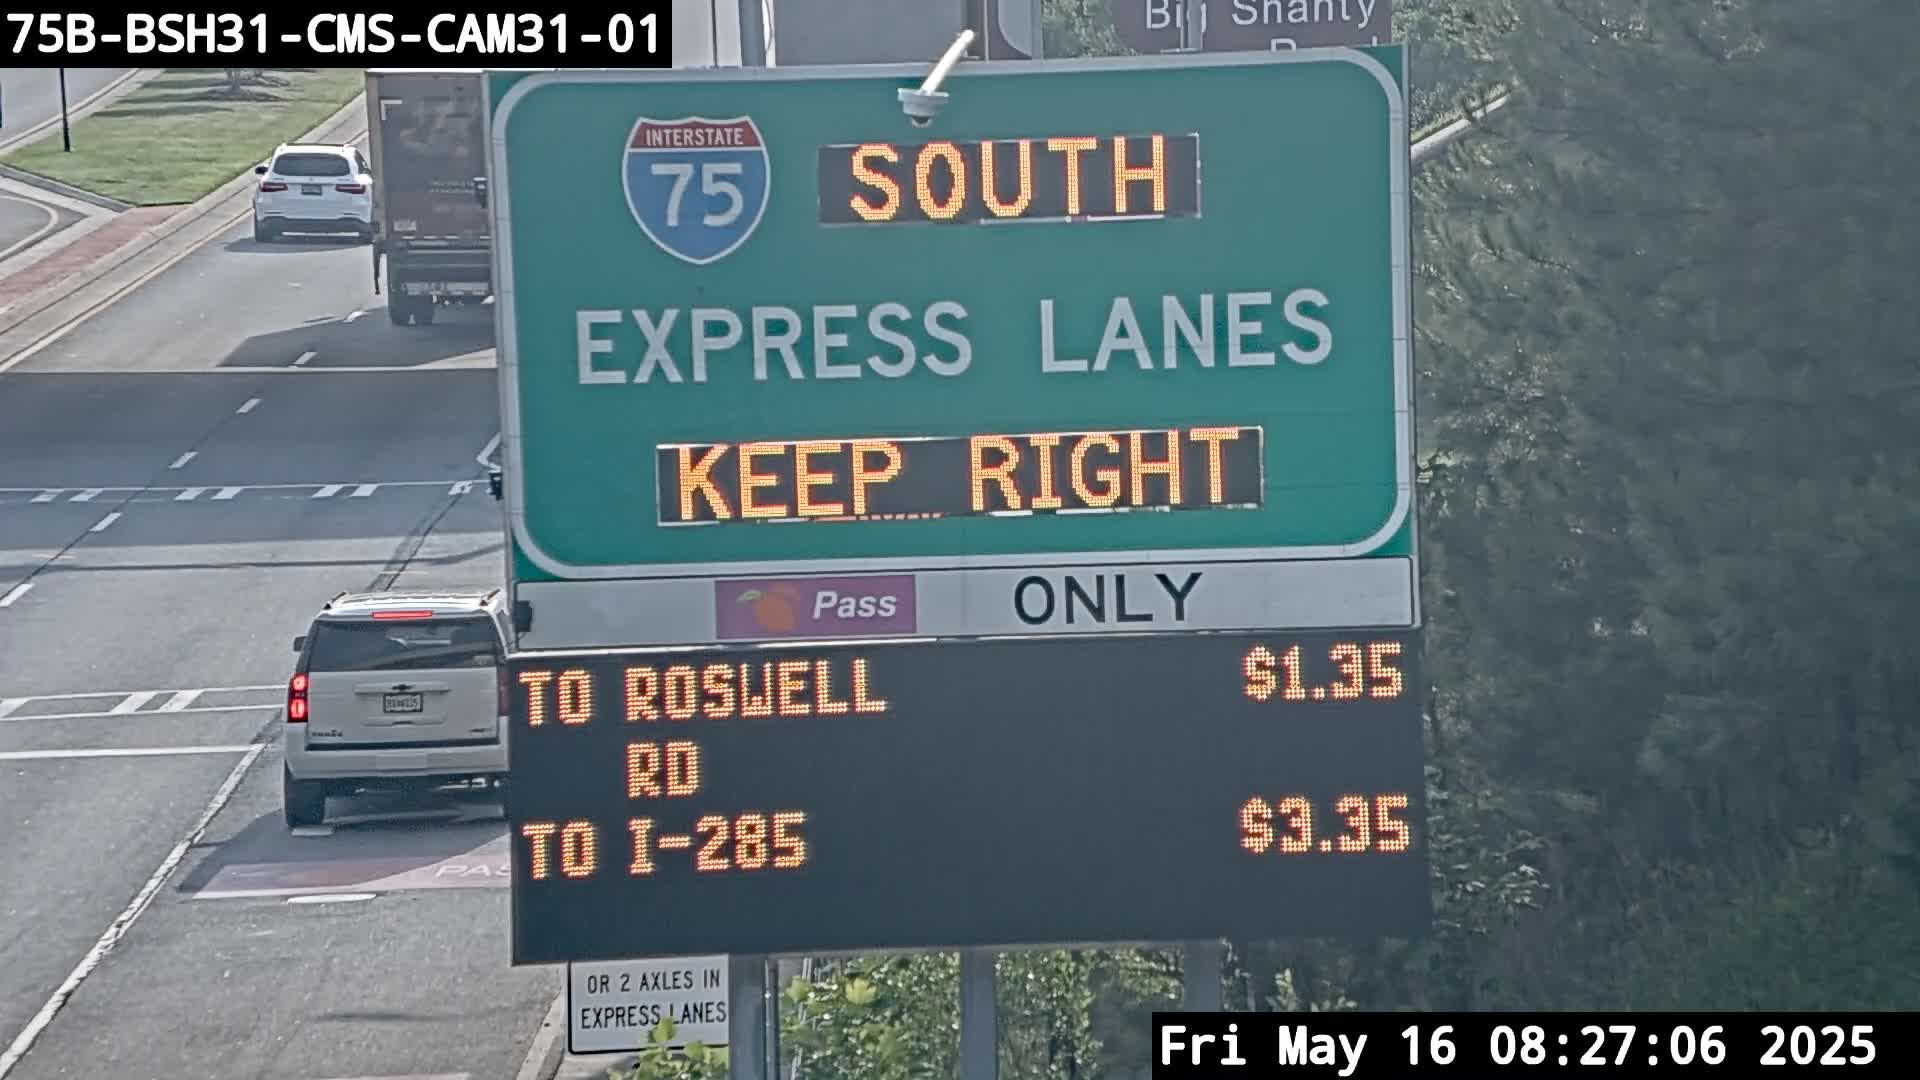 75B-BSH31-CMS-CAM31-01
Big Shanty
INTERSTATE
75
SOUTH
EXPRESS LANES
KEEP RIGHT
Pass
ONLY
TO ROSWELL $1.35
RD
TO I-285 $3.35
OR 2 AXLES IN
EXPRESS LANES
Fri May 16 08:27:06 2025